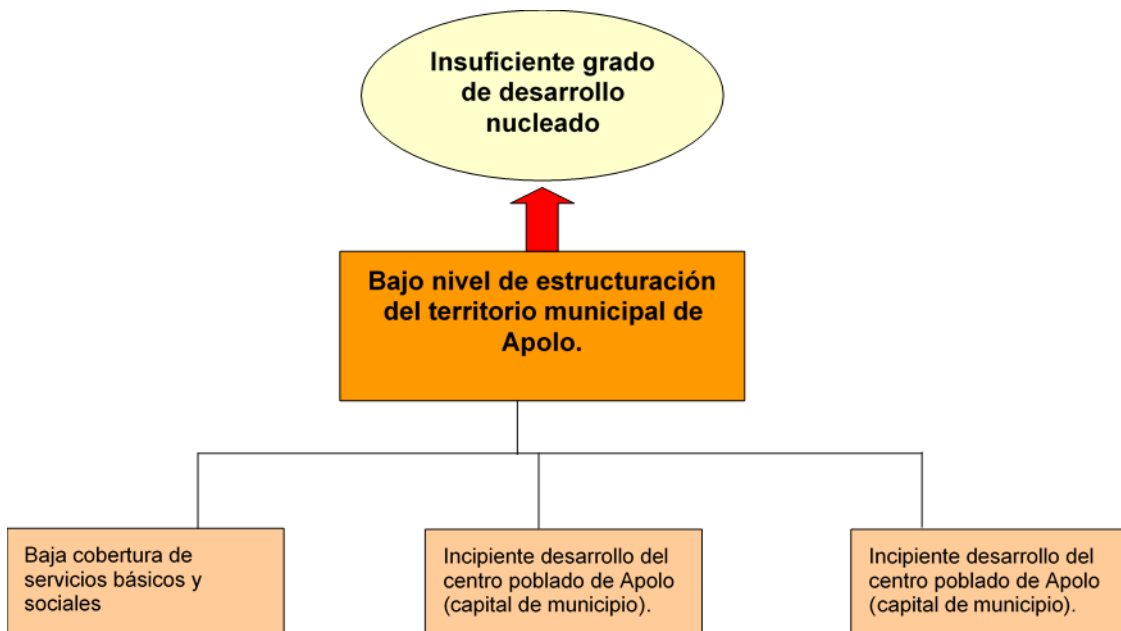 Insuficiente grado
de desarrollo
nucleado
Bajo nivel de estructuración
del territorio municipal de
Apolo.
Baja cobertura de
servicios básicos y
sociales
Incipiente desarrollo del
centro poblado de Apolo
(capital de municipio).
Incipiente desarrollo del
centro poblado de Apolo
(capital de municipio).